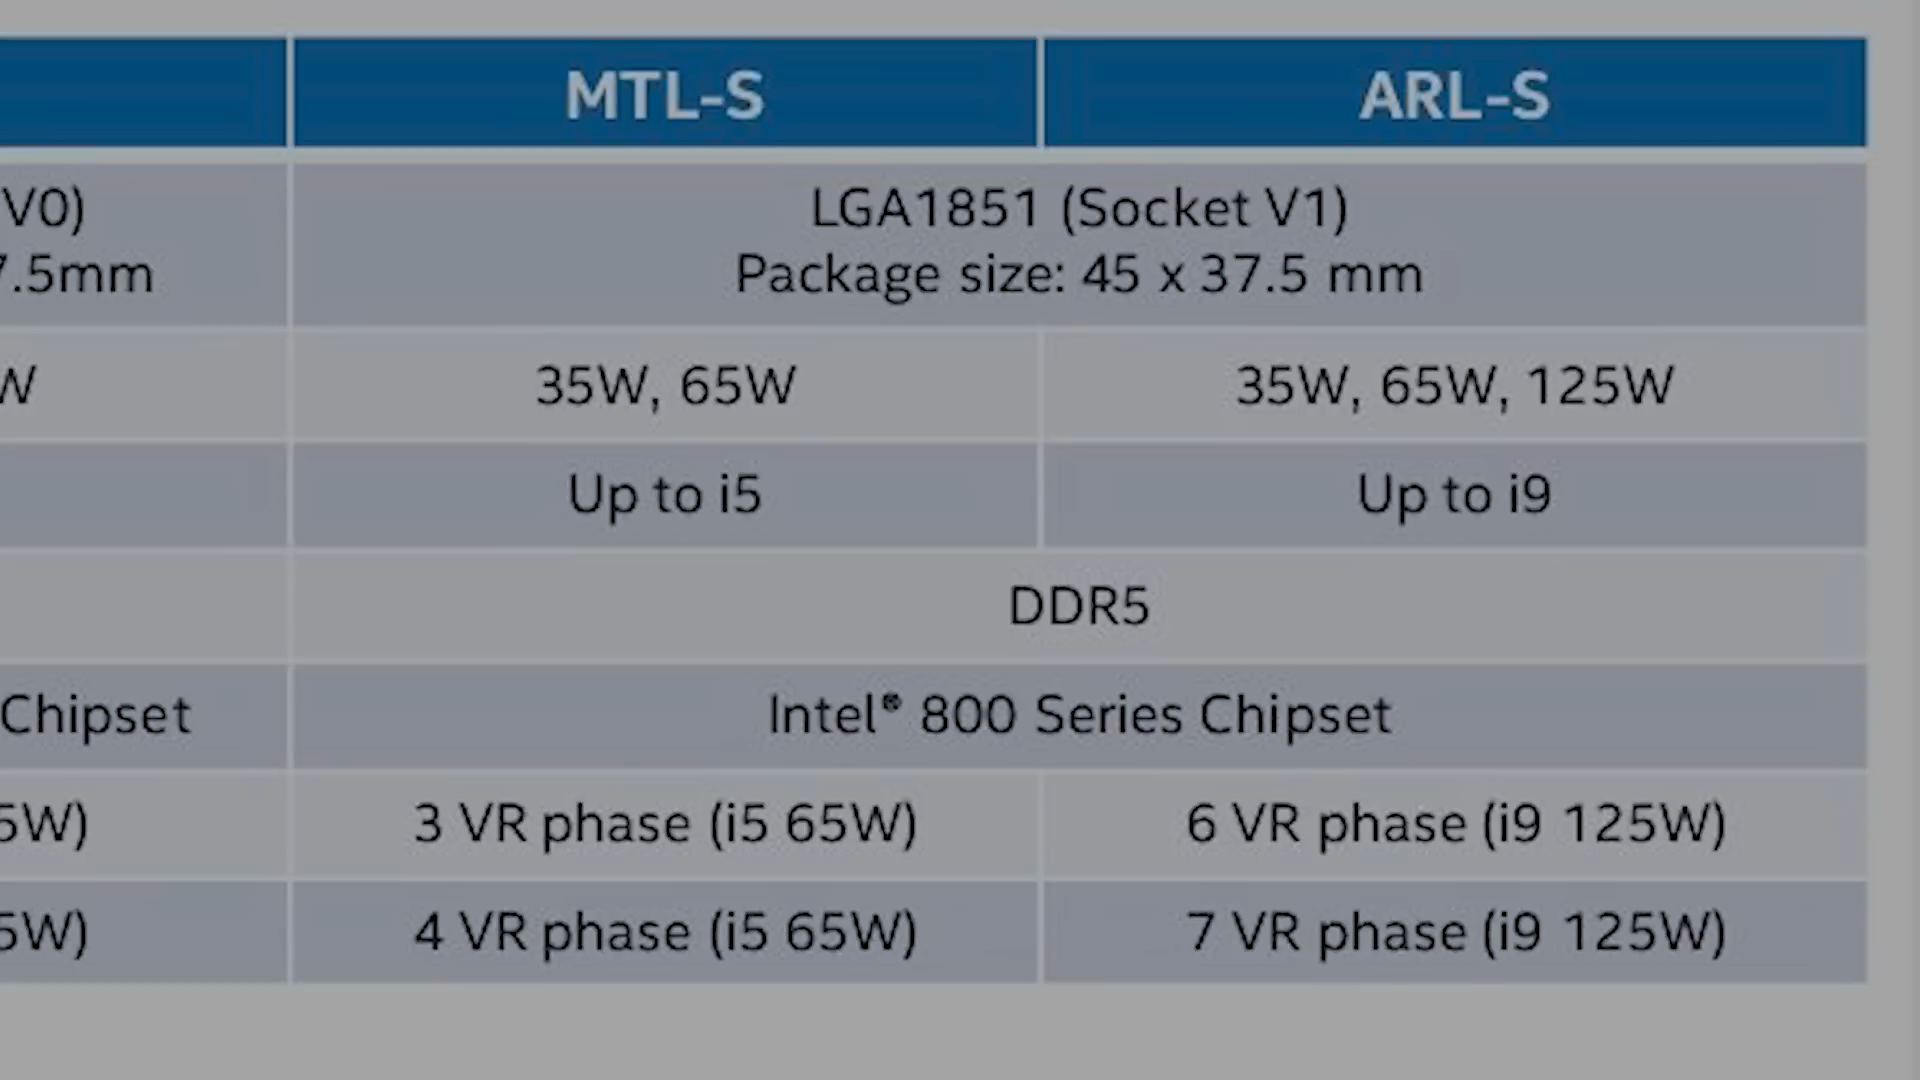 MTL-S ARL-S
V0) LGA1851 (Socket V1)
7.5mm Package size: 45 x 37.5 mm
W 35W, 65W 35W, 65W, 125W
Up to i5 Up to i9
DDR5
Chipset Intel® 800 Series Chipset
5W) 3 VR phase (i5 65W) 6 VR phase (i9 125W)
5W) 4 VR phase (i5 65W) 7 VR phase (i9 125W)